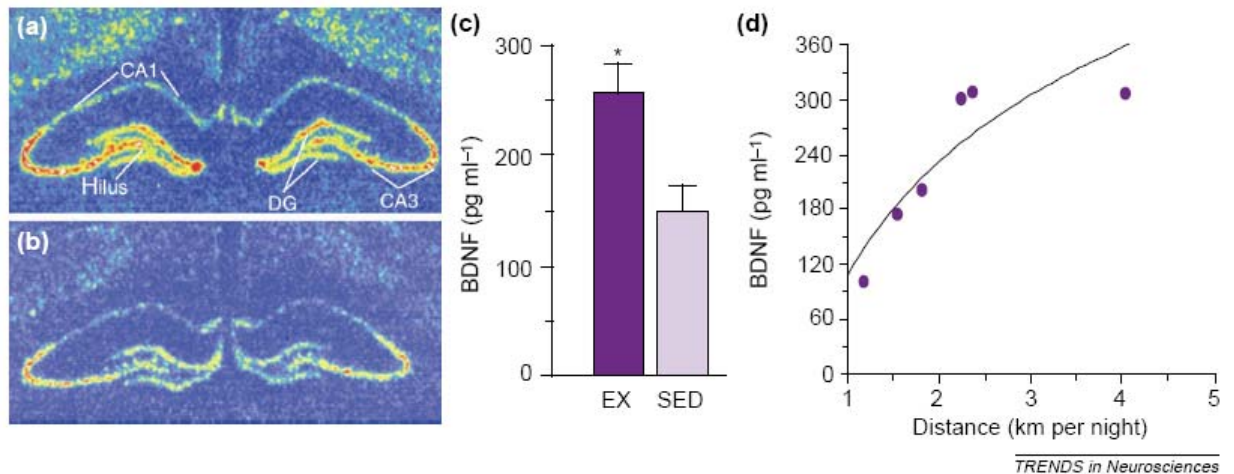 (a)
CA1
Hilus
DG
CA3
(b)
(c)
BDNF (pg ml⁻¹)
300
200
100
0
*
EX
SED
(d)
BDNF (pg ml⁻¹)
360
300
240
180
120
60
0
1
2
3
4
5
Distance (km per night)
TRENDS in Neurosciences